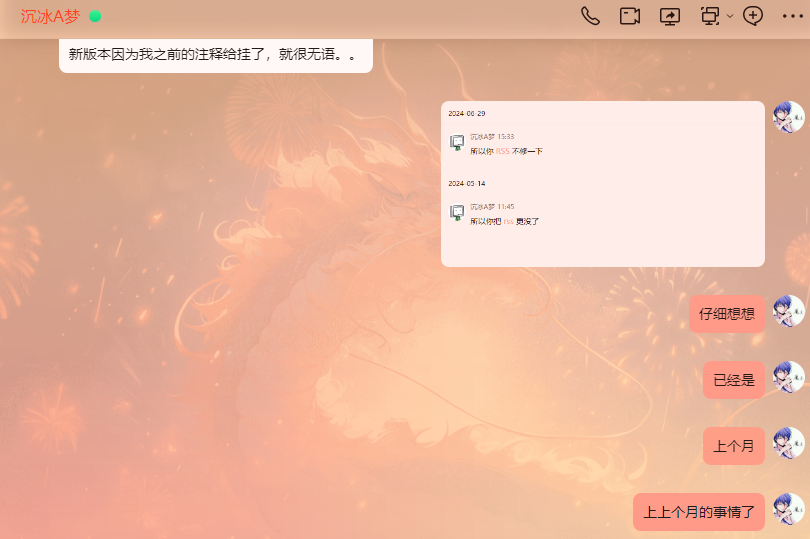 沉冰A梦
新版本因为我之前的注释给挂了，就很无语。。
2024-06-29
沉冰A梦 15:33
所以你 RSS 不修一下
2024-05-14
沉冰A梦 11:45
所以你把 rss 更没了
仔细想想
已经是
上个月
上上个月的事情了